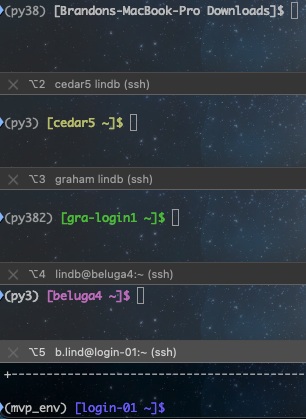 (py38) [Brandons-MacBook-Pro Downloads]$
⌥2 cedar5 lindb (ssh)
(py3) [cedar5 ~]$
⌥3 graham lindb (ssh)
(py382) [gra-login1 ~]$
⌥4 lindb@beluga4:~ (ssh)
(py3) [beluga4 ~]$
⌥5 b.lind@login-01:~ (ssh)
+------------------------------------------
(mvp_env) [login-01 ~]$